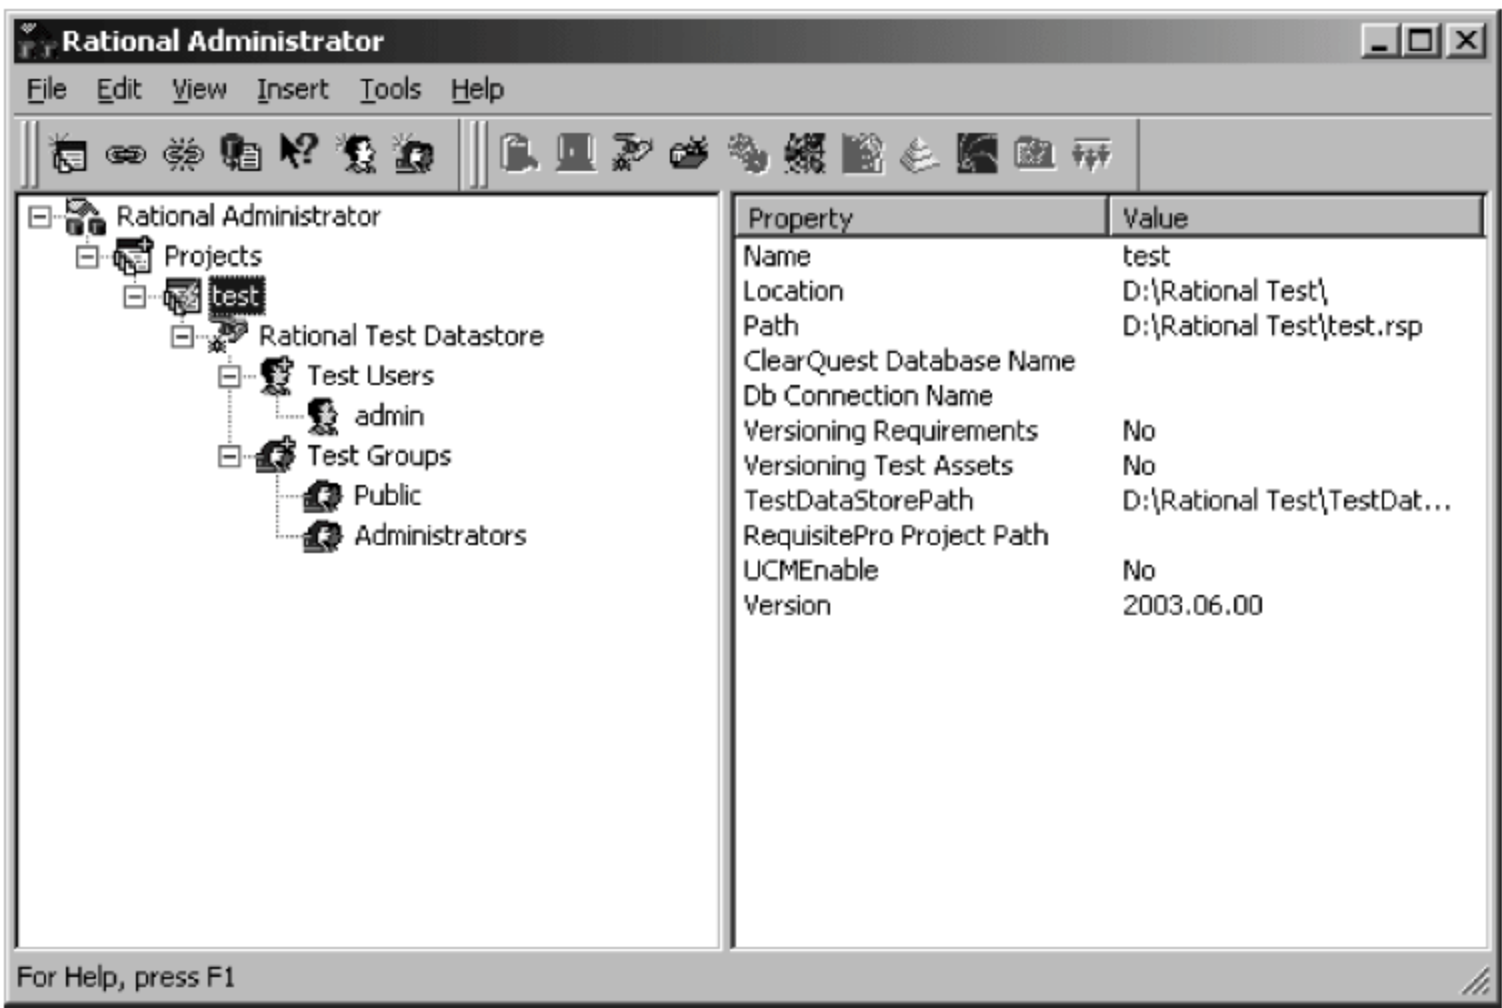 Rational Administrator
File Edit View Insert Tools Help
Rational Administrator
Projects
test
Rational Test Datastore
Test Users
admin
Test Groups
Public
Administrators
Property Value
Name test
Location D:\Rational Test\
Path D:\Rational Test\test.rsp
ClearQuest Database Name
Db Connection Name
Versioning Requirements No
Versioning Test Assets No
TestDataStorePath D:\Rational Test\TestDat...
RequisitePro Project Path
UCMEnable No
Version 2003.06.00
For Help, press F1